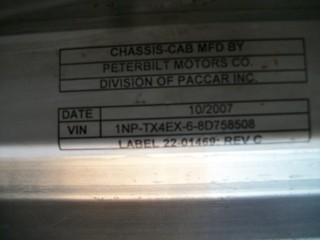 CHASSIS-CAB MFD BY
PETERBILT MOTORS CO.
DIVISION OF PACCAR INC.
DATE 10/2007
VIN 1NP-TX4EX-6-8D758508
LABEL 22-01469; REV C